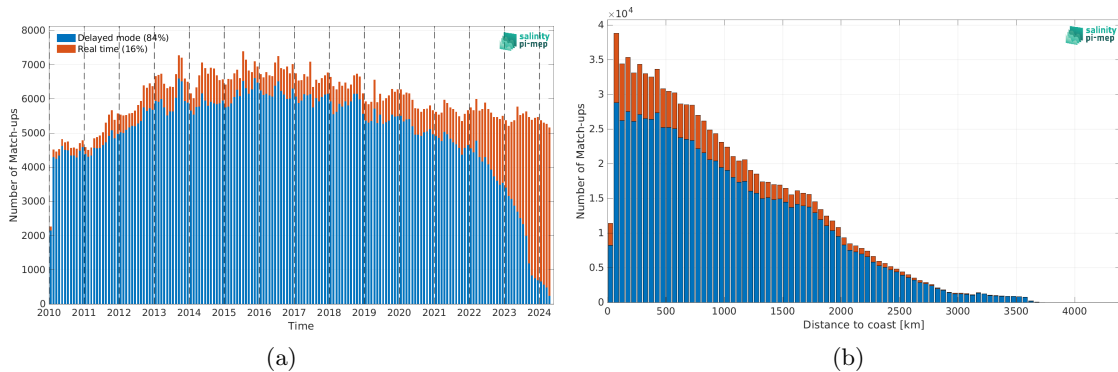 8000
7000
6000
5000
4000
3000
2000
1000
0
Number of Match-ups
Delayed mode (84%)
Real time (16%)
salinity
pi-mep
2010 2011 2012 2013 2014 2015 2016 2017 2018 2019 2020 2021 2022 2023 2024
Time
(a)
×10⁴
4
3.5
3
2.5
2
1.5
1
0.5
0
Number of Match-ups
salinity
pi-mep
0 500 1000 1500 2000 2500 3000 3500 4000
Distance to coast [km]
(b)